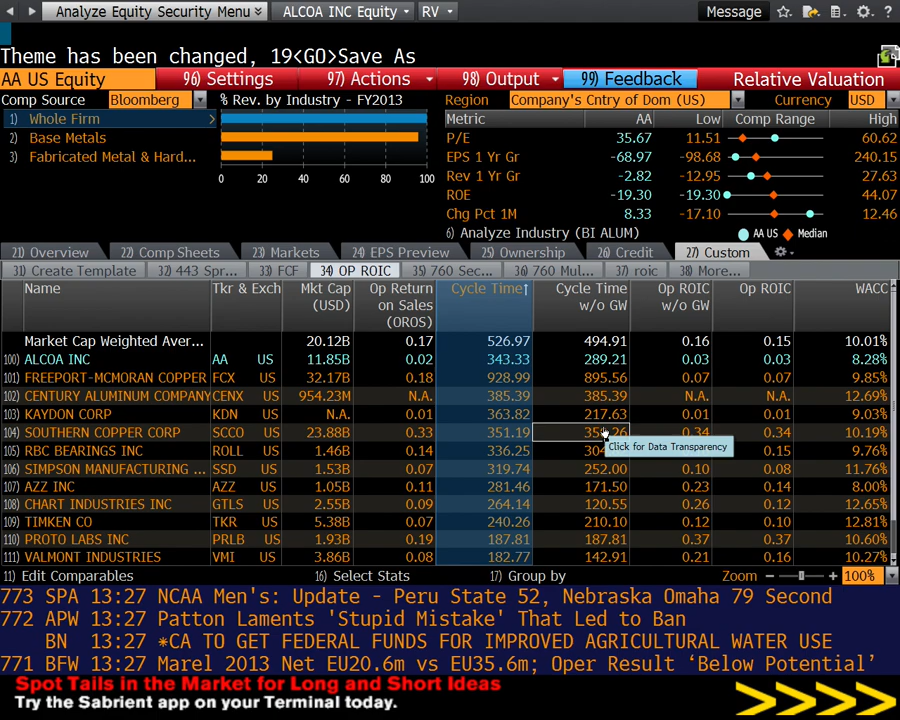 Analyze Equity Security Menu ALCOA INC Equity RV Message
Theme has been changed, 19<GO>Save As
AA US Equity 96) Settings 97) Actions 98) Output 99) Feedback Relative Valuation
Comp Source Bloomberg % Rev. by Industry - FY2013 Region Company's Cntry of Dom (US) Currency USD
1) Whole Firm Metric AA Low Comp Range High
2) Base Metals P/E 35.67 11.51 60.62
3) Fabricated Metal & Hard... EPS 1 Yr Gr -68.97 -98.68 240.15
0 20 40 60 80 100 Rev 1 Yr Gr -2.82 -12.95 27.63
ROE -19.30 -19.30 44.07
Chg Pct 1M 8.33 -17.10 12.46
6) Analyze Industry (BI ALUM) AA US Median
21) Overview 22) Comp Sheets 23) Markets 24) EPS Preview 25) Ownership 26) Credit 27) Custom
31) Create Template 32) 443 Spr... 33) FCF 34) OP ROIC 35) 760 Sec... 36) 760 Mul... 37) roic 38) More...
Name Tkr & Exch Mkt Cap Op Return Cycle Time↑ Cycle Time Op ROIC Op ROIC WACC
(USD) on Sales w/o GW w/o GW
(OROS)
Market Cap Weighted Aver... 20.12B 0.17 526.97 494.91 0.16 0.15 10.01%
100) ALCOA INC AA US 11.85B 0.02 343.33 289.21 0.03 0.03 8.28%
101) FREEPORT-MCMORAN COPPER FCX US 32.17B 0.18 928.99 895.56 0.07 0.07 9.85%
102) CENTURY ALUMINUM COMPANY CENX US 954.23M N.A. 385.39 385.39 N.A. N.A. 12.69%
103) KAYDON CORP KDN US N.A. 0.01 363.82 217.63 0.01 0.01 9.03%
104) SOUTHERN COPPER CORP SCCO US 23.88B 0.33 351.19 0.34 0.34 10.19%
105) RBC BEARINGS INC ROLL US 1.46B 0.14 336.25 0.15 9.76%
Click for Data Transparency
106) SIMPSON MANUFACTURING ... SSD US 1.53B 0.07 319.74 252.00 0.10 0.08 11.76%
107) AZZ INC AZZ US 1.05B 0.11 281.46 171.50 0.23 0.14 8.00%
108) CHART INDUSTRIES INC GTLS US 2.55B 0.09 264.14 120.55 0.26 0.12 12.65%
109) TIMKEN CO TKR US 5.38B 0.07 240.26 210.10 0.12 0.10 12.81%
110) PROTO LABS INC PRLB US 1.93B 0.19 187.81 187.81 0.37 0.37 10.60%
111) VALMONT INDUSTRIES VMI US 3.86B 0.08 182.77 142.91 0.21 0.16 10.27%
11) Edit Comparables 16) Select Stats 17) Group by Zoom - + 100%
773 SPA 13:27 NCAA Men's: Update - Peru State 52, Nebraska Omaha 79 Second
772 APW 13:27 Patton Laments 'Stupid Mistake' That Led to Ban
BN 13:27 *CA TO GET FEDERAL FUNDS FOR IMPROVED AGRICULTURAL WATER USE
771 BFW 13:27 Marel 2013 Net EU20.6m vs EU35.6m; Oper Result ‘Below Potential’
Spot Tails in the Market for Long and Short Ideas
Try the Sabrient app on your Terminal today.